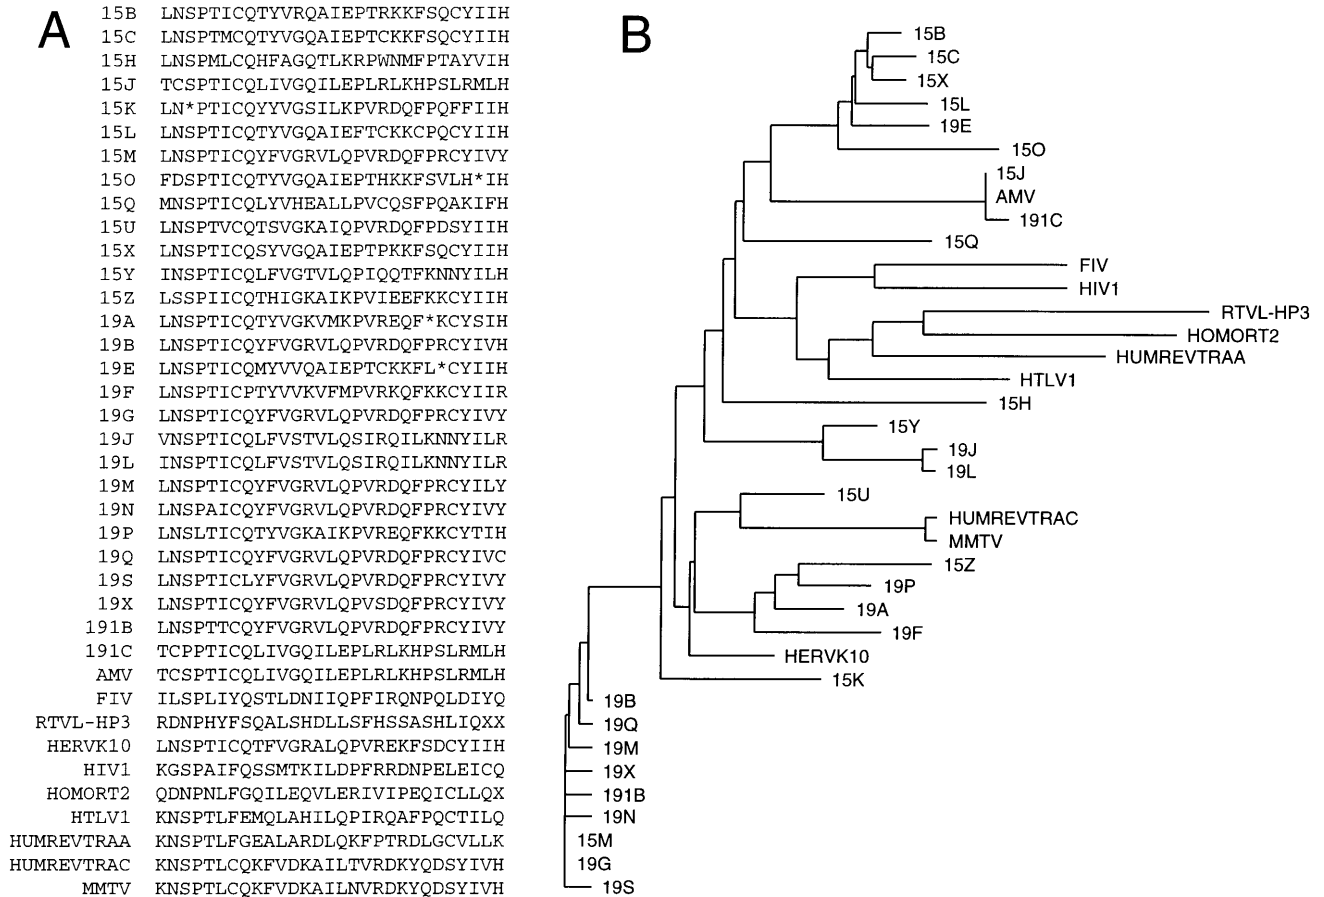 A
15B LNSPTICQTYVRQAIEPTRKKFSQCYIIH
15C LNSPTMCQTYVGQAIEPTCKKFSQCYIIH
15H LNSPMLCQHFAGQTLKRPWNMFPTAYVIH
15J TCSPTICQLIVGQILEPLRLKHPSLRMLH
15K LN*PTICQYYVGSILKPVRDQFPQFFIIH
15L LNSPTICQTYVGQAIEFTCKKCPQCYIIH
15M LNSPTICQYFVGRVLQPVRDQFPRCYIVY
15O FDSPTICQTYVGQAIEPTHKKFSVLH*IH
15Q MNSPTICQLYVHEALLPVCQSFPQAKIFH
15U LNSPTVCQTSVGKAIQPVRDQFPDSYIIH
15X LNSPTICQSYVGQAIEPTPKKFSQCYIIH
15Y INSPTICQLFVGTVLQPIQQTFKNNYILH
15Z LSSPIICQTHIGKAIKPVIEEFKKCYIIH
19A LNSPTICQTYVGKVMKPVREQF*KCYSIH
19B LNSPTICQYFVGRVLQPVRDQFPRCYIVH
19E LNSPTICQMYVVQAIEPTCKKFL*CYIIH
19F LNSPTICPTYVVKVFMPVRKQFKKCYIIR
19G LNSPTICQYFVGRVLQPVRDQFPRCYIVY
19J VNSPTICQLFVSTVLQSIRQILKNNYILR
19L INSPTICQLFVSTVLQSIRQILKNNYILR
19M LNSPTICQYFVGRVLQPVRDQFPRCYILY
19N LNSPAICQYFVGRVLQPVRDQFPRCYIVY
19P LNSLTICQTYVGKAIKPVREQFKKCYTIH
19Q LNSPTICQYFVGRVLQPVRDQFPRCYIVC
19S LNSPTICLYFVGRVLQPVRDQFPRCYIVY
19X LNSPTICQYFVGRVLQPVSDQFPRCYIVY
191B LNSPTTCQYFVGRVLQPVRDQFPRCYIVY
191C TCPPTICQLIVGQILEPLRLKHPSLRMLH
AMV TCSPTICQLIVGQILEPLRLKHPSLRMLH
FIV ILSPLIYQSTLDNIIQPFIRQNPQLDIYQ
RTVL-HP3 RDNPHYFSQALSHDLLSFHSSASHLIQXX
HERVK10 LNSPTICQTFVGRALQPVREKFSDCYIIH
HIV1 KGSPAIFQSSMTKILDPFRRDNPELEICQ
HOMORT2 QDNPNLFGQILEQVLERIVIPEQICLLQX
HTLV1 KNSPTLFEMQLAHILQPIRQAFPQCTILQ
HUMREVTRAA KNSPTLFGEALARDLQKFPTRDLGCVLLK
HUMREVTRAC KNSPTLCQKFVDKAILTVRDKYQDSYIVH
MMTV KNSPTLCQKFVDKAILNVRDKYQDSYIVH
B
15B
15C
15X
15L
19E
15O
15J
AMV
191C
15Q
FIV
HIV1
RTVL-HP3
HOMORT2
HUMREVTRAA
HTLV1
15H
15Y
19J
19L
15U
HUMREVTRAC
MMTV
15Z
19P
19A
19F
HERVK10
15K
19B
19Q
19M
19X
191B
19N
15M
19G
19S